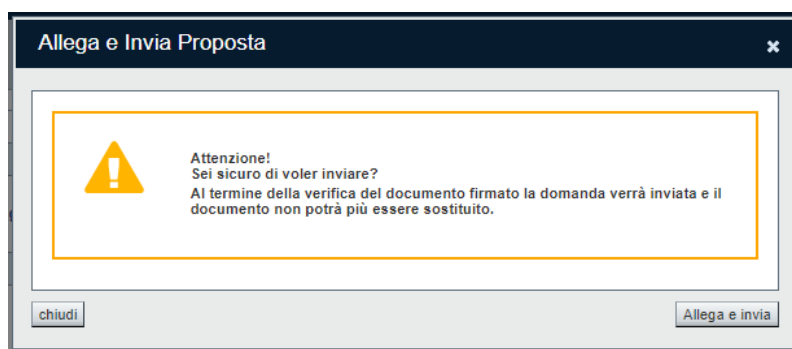 Allega e Invia Proposta
Attenzione!
Sei sicuro di voler inviare?
Al termine della verifica del documento firmato la domanda verrà inviata e il
documento non potrà più essere sostituito.
chiudi
Allega e invia